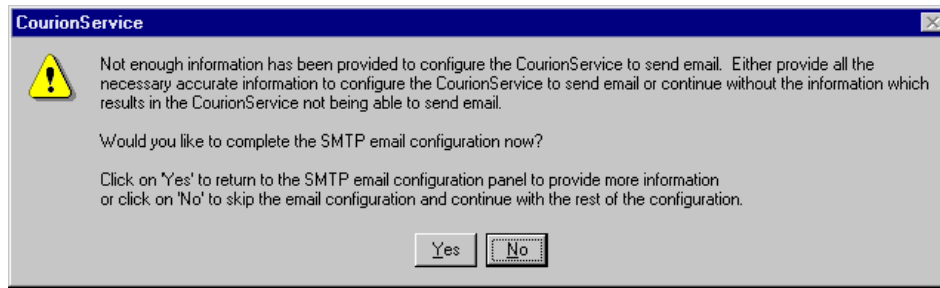 CourionService
Not enough information has been provided to configure the CourionService to send email. Either provide all the
necessary accurate information to configure the CourionService to send email or continue without the information which
results in the CourionService not being able to send email.
Would you like to complete the SMTP email configuration now?
Click on 'Yes' to return to the SMTP email configuration panel to provide more information
or click on 'No' to skip the email configuration and continue with the rest of the configuration.
Yes No